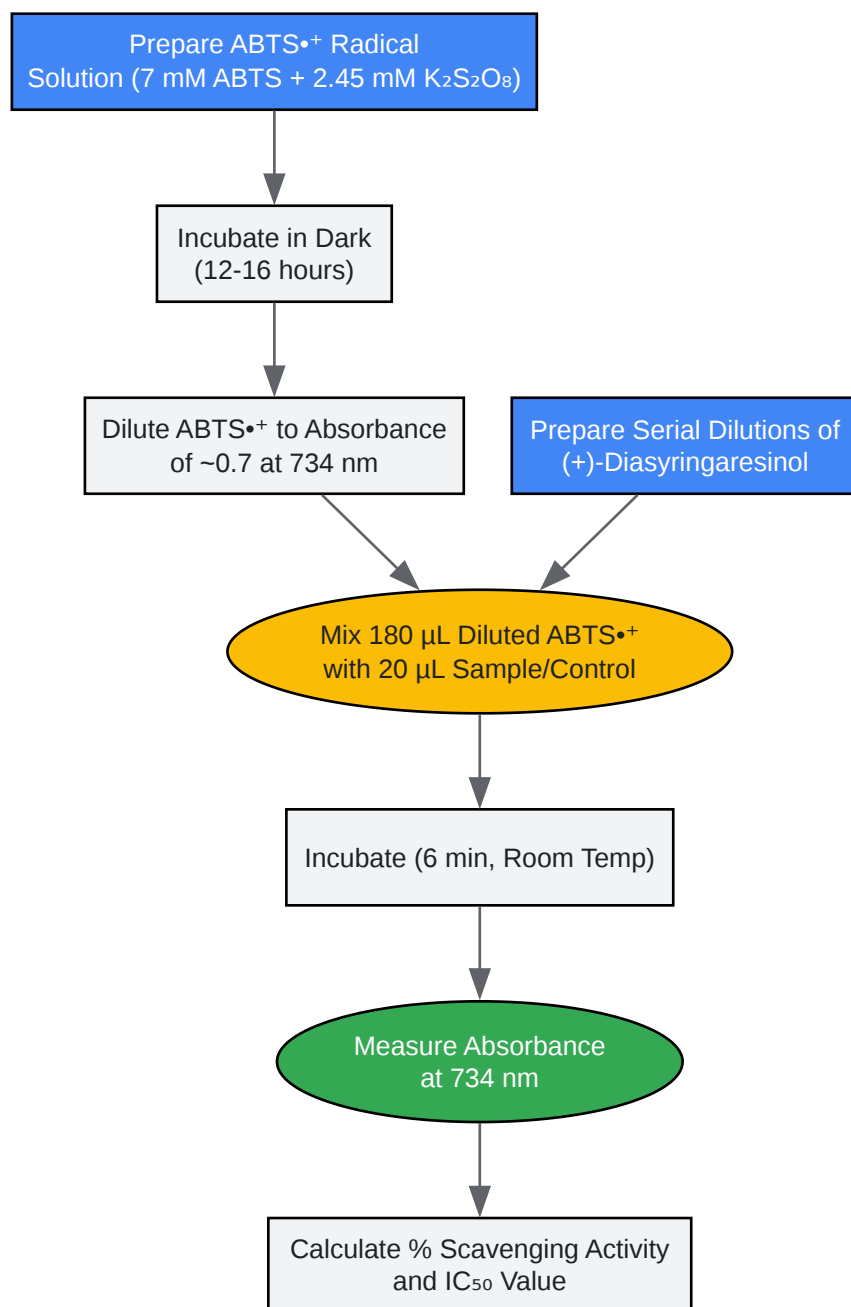 Prepare ABTS•⁺ Radical
Solution (7 mM ABTS + 2.45 mM K₂S₂O₈)
Incubate in Dark
(12-16 hours)
Dilute ABTS•⁺ to Absorbance
of ~0.7 at 734 nm
Prepare Serial Dilutions of
(+)-Diasyringaresinol
Mix 180 µL Diluted ABTS•⁺
with 20 µL Sample/Control
Incubate (6 min, Room Temp)
Measure Absorbance
at 734 nm
Calculate % Scavenging Activity
and IC₅₀ Value